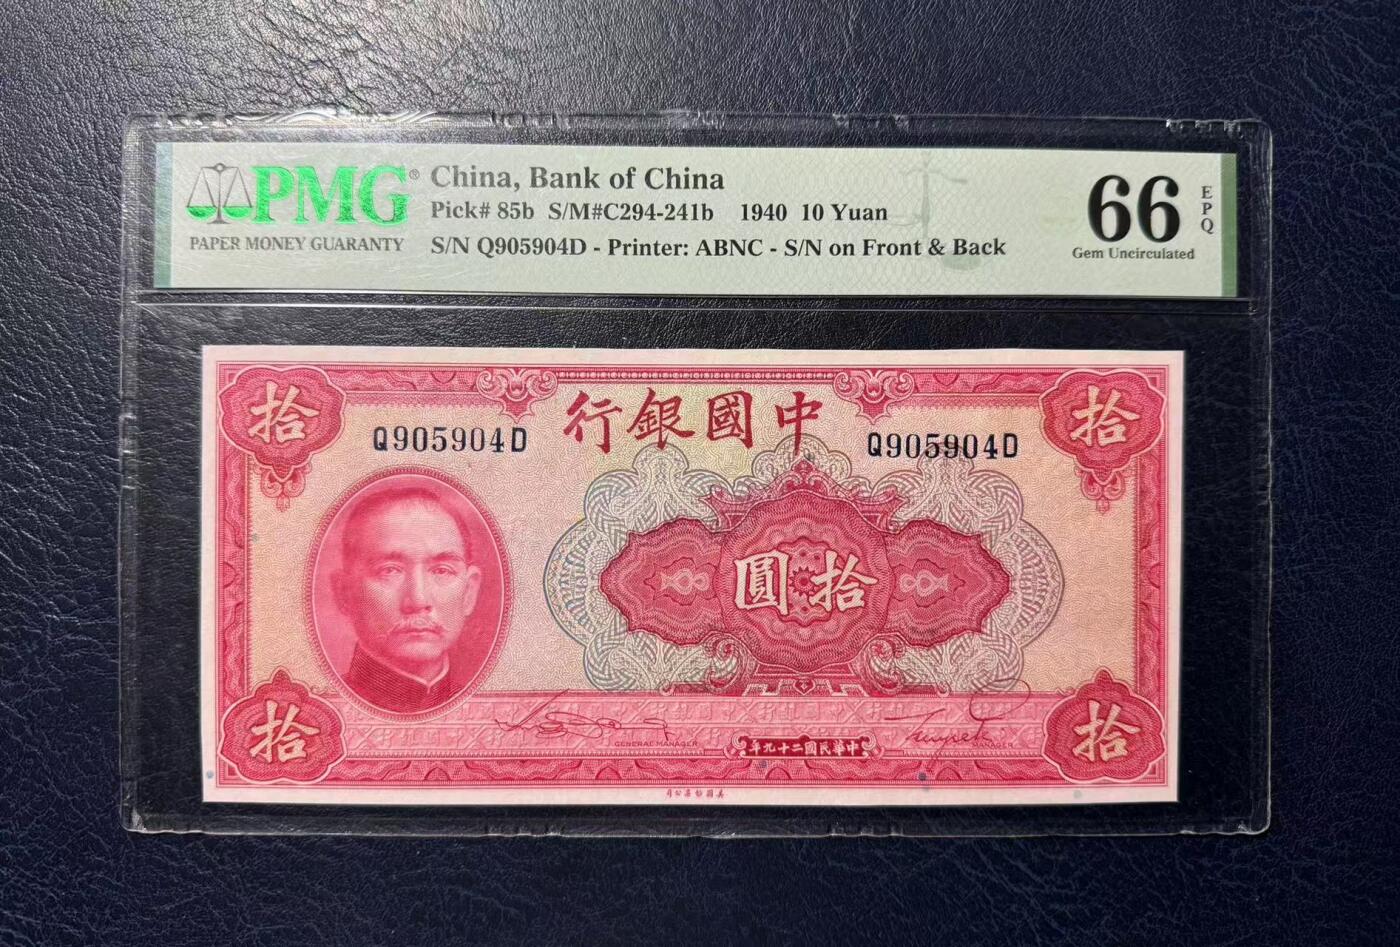 PMG®
PAPER MONEY GUARANTY
China, Bank of China
Pick# 85b S/M#C294-241b 1940 10 Yuan
S/N Q905904D - Printer: ABNC - S/N on Front & Back
66
EPQ
Gem Uncirculated
拾
行銀國中
拾
Q905904D
Q905904D
圓拾
拾
GENERAL MANAGER
年九十二國民華中
MANAGER
拾